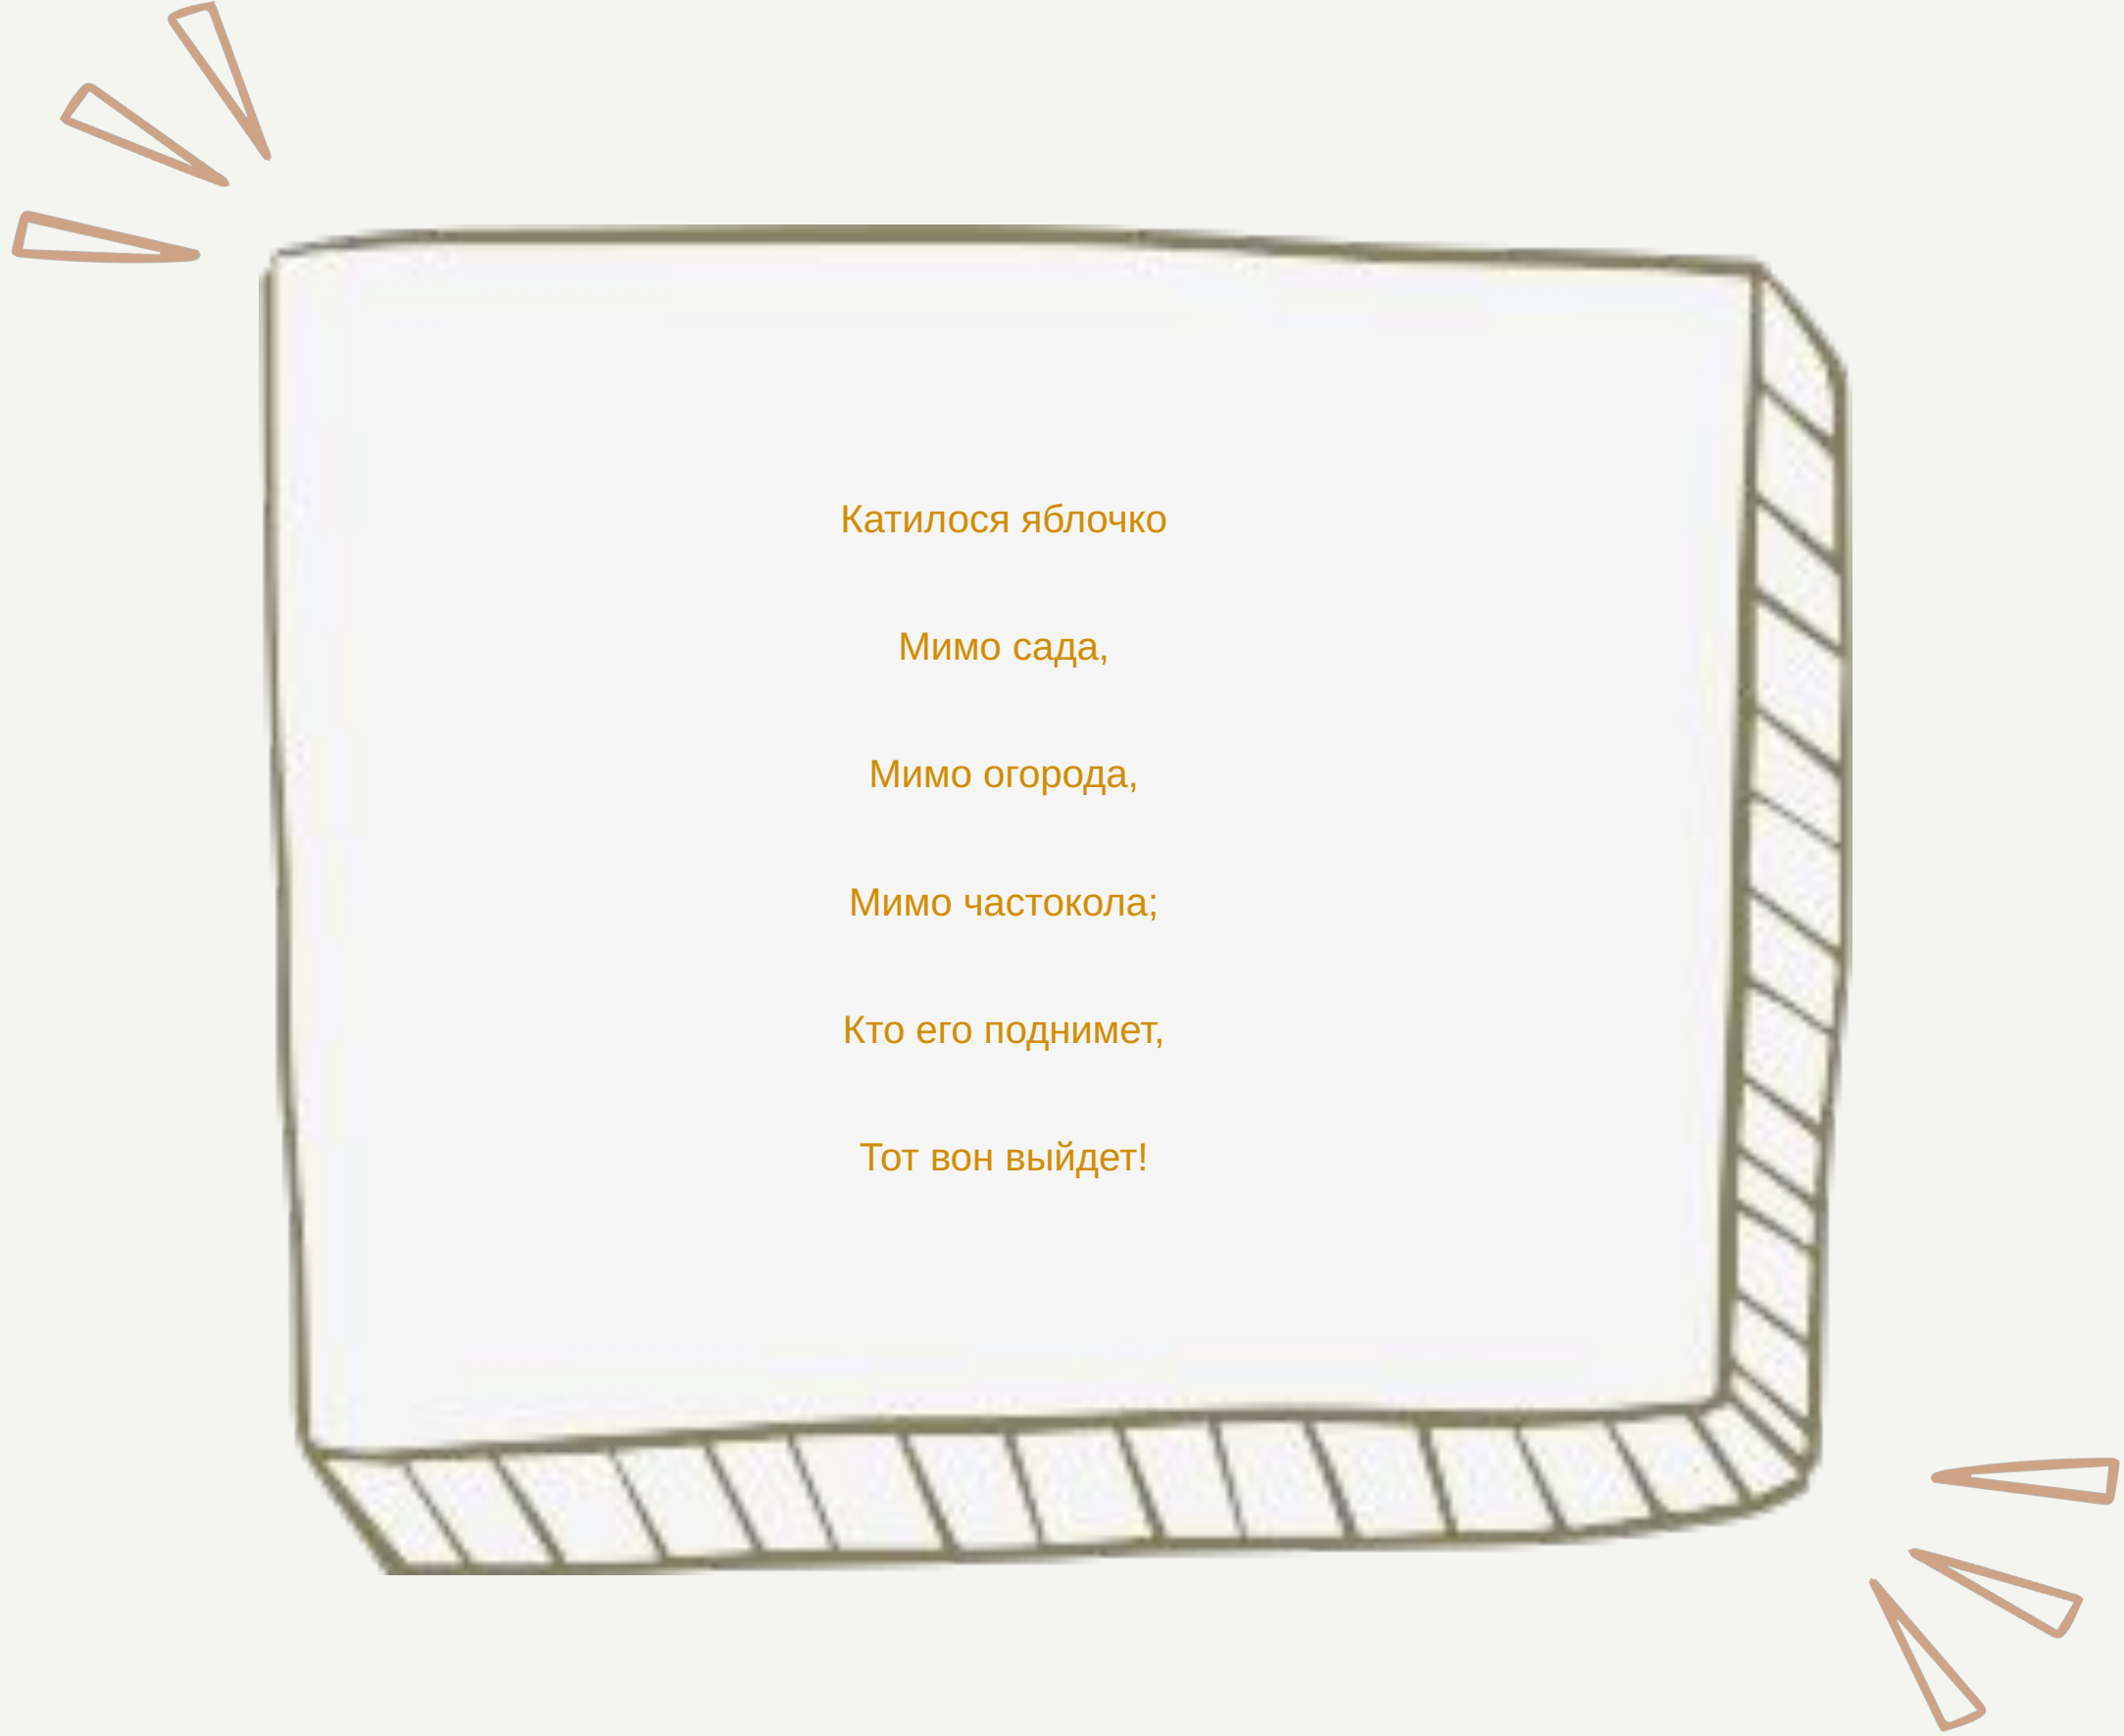 Катилося яблочко
Мимо сада,
Мимо огорода,
Мимо частокола;
Кто его поднимет,
Тот вон выйдет!